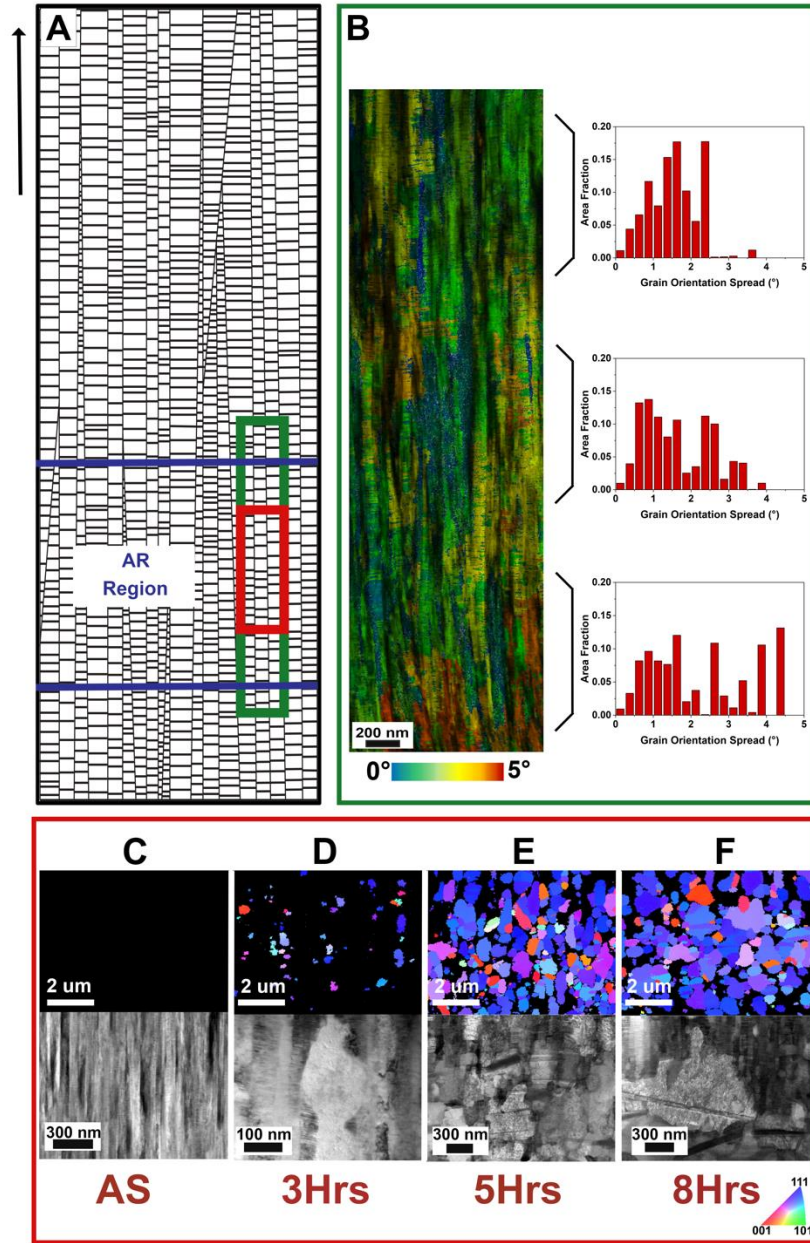 A
AR
Region
B
0.20
0.15
0.10
0.05
0.00
Area Fraction
0 1 2 3 4 5
Grain Orientation Spread (°)
0.20
0.15
0.10
0.05
0.00
Area Fraction
0 1 2 3 4 5
Grain Orientation Spread (°)
0.20
0.15
0.10
0.05
0.00
Area Fraction
0 1 2 3 4 5
Grain Orientation Spread (°)
200 nm
0° 5°
C D E F
2 um 2 um 2 um 2 um
300 nm 100 nm 300 nm 300 nm
AS 3Hrs 5Hrs 8Hrs
111
001 101